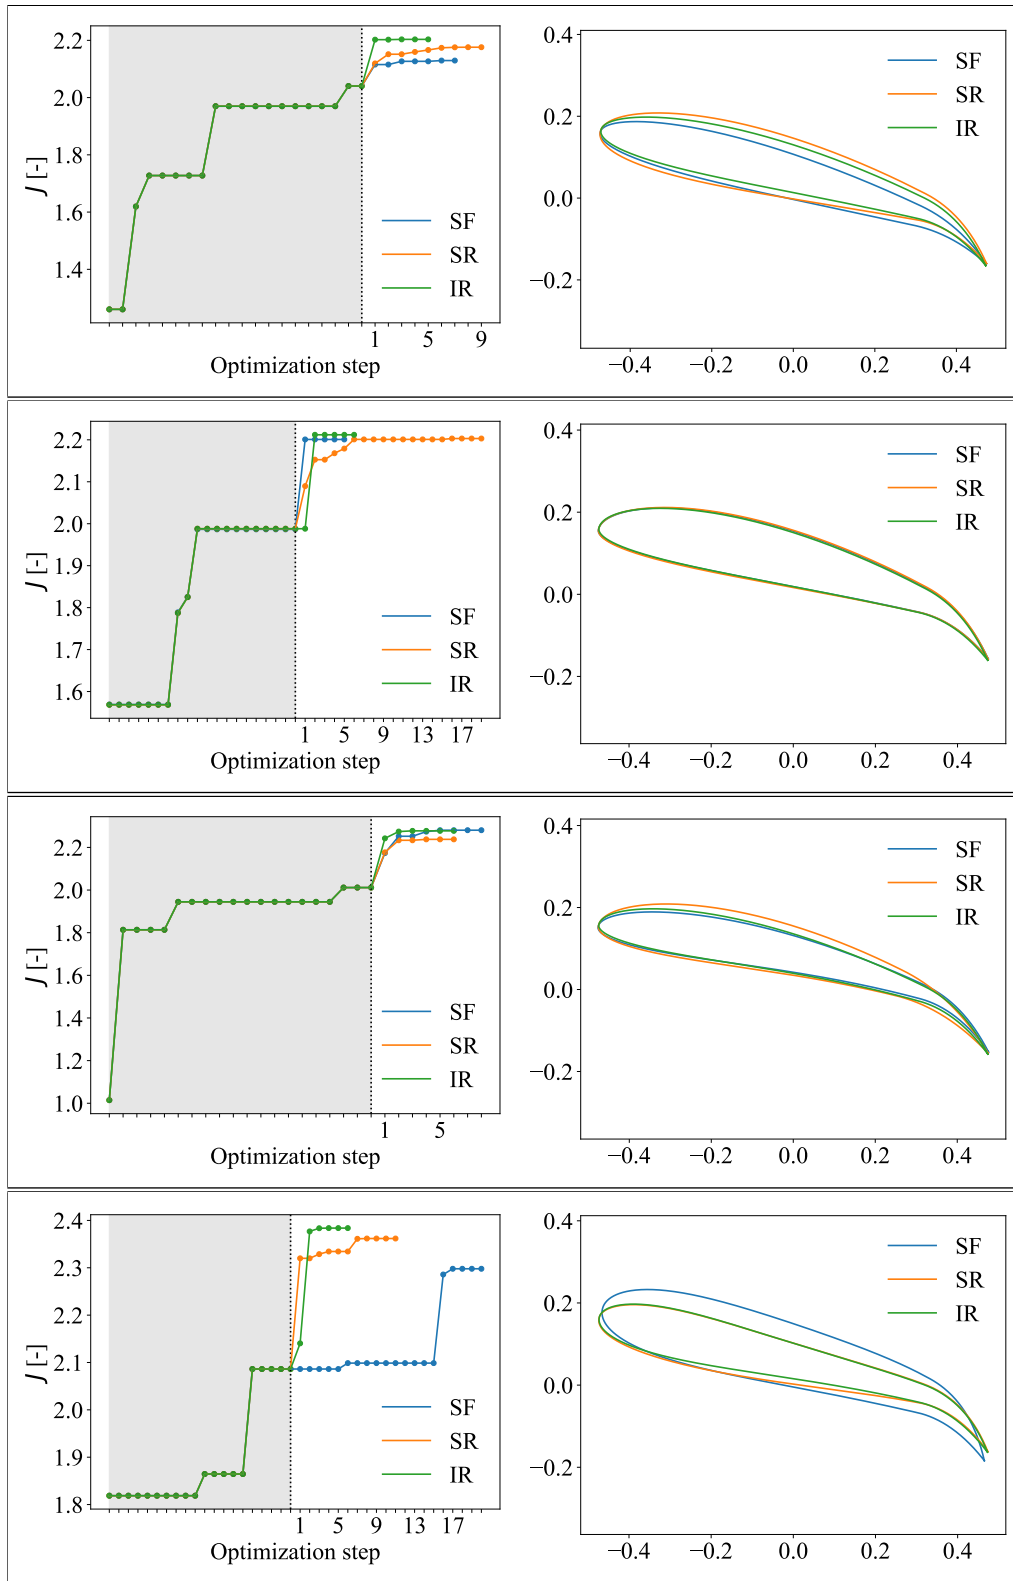 2.2
2.0
1.8
1.6
1.4
J [-]
SF
SR
IR
1 5 9
Optimization step
0.4
0.2
0.0
−0.2
SF
SR
IR
−0.4 −0.2 0.0 0.2 0.4
2.2
2.1
2.0
1.9
1.8
1.7
1.6
J [-]
SF
SR
IR
1 5 9 13 17
Optimization step
0.4
0.2
0.0
−0.2
SF
SR
IR
−0.4 −0.2 0.0 0.2 0.4
2.2
2.0
1.8
1.6
1.4
1.2
1.0
J [-]
SF
SR
IR
1 5
Optimization step
0.4
0.2
0.0
−0.2
SF
SR
IR
−0.4 −0.2 0.0 0.2 0.4
2.4
2.3
2.2
2.1
2.0
1.9
1.8
J [-]
SF
SR
IR
1 5 9 13 17
Optimization step
0.4
0.2
0.0
−0.2
SF
SR
IR
−0.4 −0.2 0.0 0.2 0.4